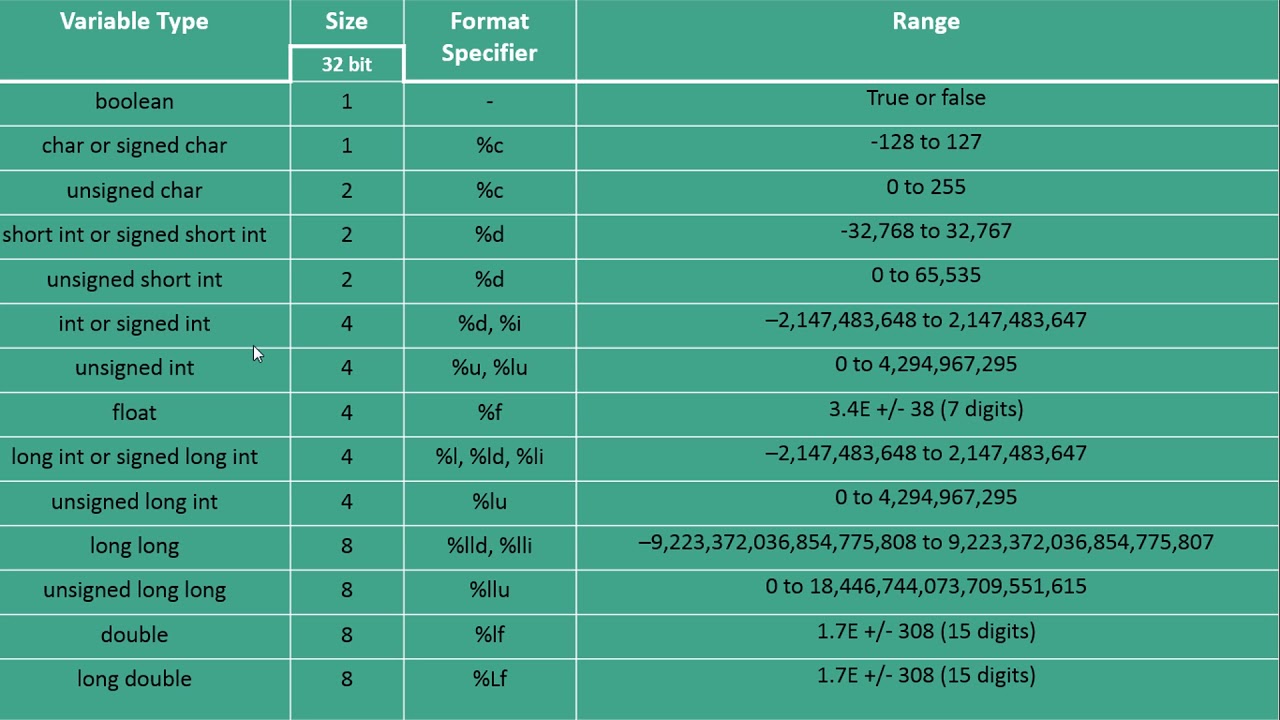 Variable Type Size Format Specifier Range
32 bit
boolean 1 - True or false
char or signed char 1 %c -128 to 127
unsigned char 2 %c 0 to 255
short int or signed short int 2 %d -32,768 to 32,767
unsigned short int 2 %d 0 to 65,535
int or signed int 4 %d, %i –2,147,483,648 to 2,147,483,647
unsigned int 4 %u, %lu 0 to 4,294,967,295
float 4 %f 3.4E +/- 38 (7 digits)
long int or signed long int 4 %l, %ld, %li –2,147,483,648 to 2,147,483,647
unsigned long int 4 %lu 0 to 4,294,967,295
long long 8 %lld, %lli –9,223,372,036,854,775,808 to 9,223,372,036,854,775,807
unsigned long long 8 %llu 0 to 18,446,744,073,709,551,615
double 8 %lf 1.7E +/- 308 (15 digits)
long double 8 %Lf 1.7E +/- 308 (15 digits)